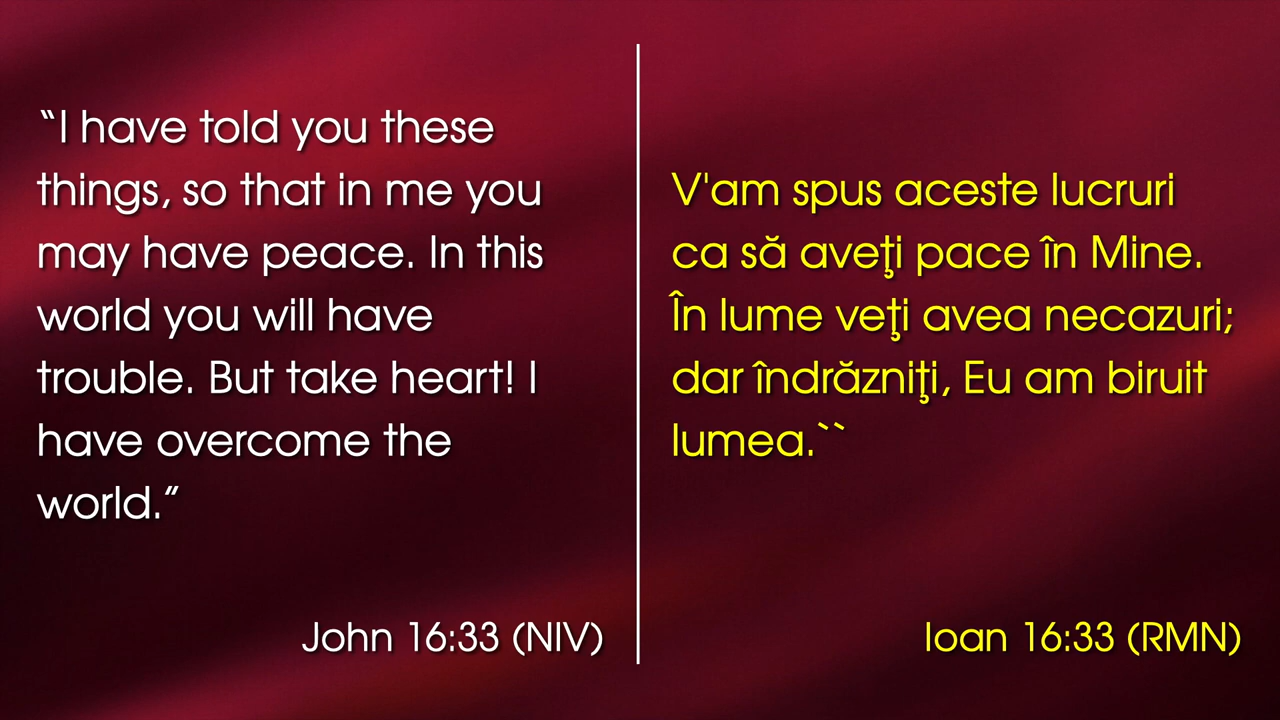 “I have told you these
things, so that in me you
may have peace. In this
world you will have
trouble. But take heart! I
have overcome the
world.”
John 16:33 (NIV)
V'am spus aceste lucruri
ca să aveţi pace în Mine.
În lume veţi avea necazuri;
dar îndrăzniţi, Eu am biruit
lumea.``
Ioan 16:33 (RMN)